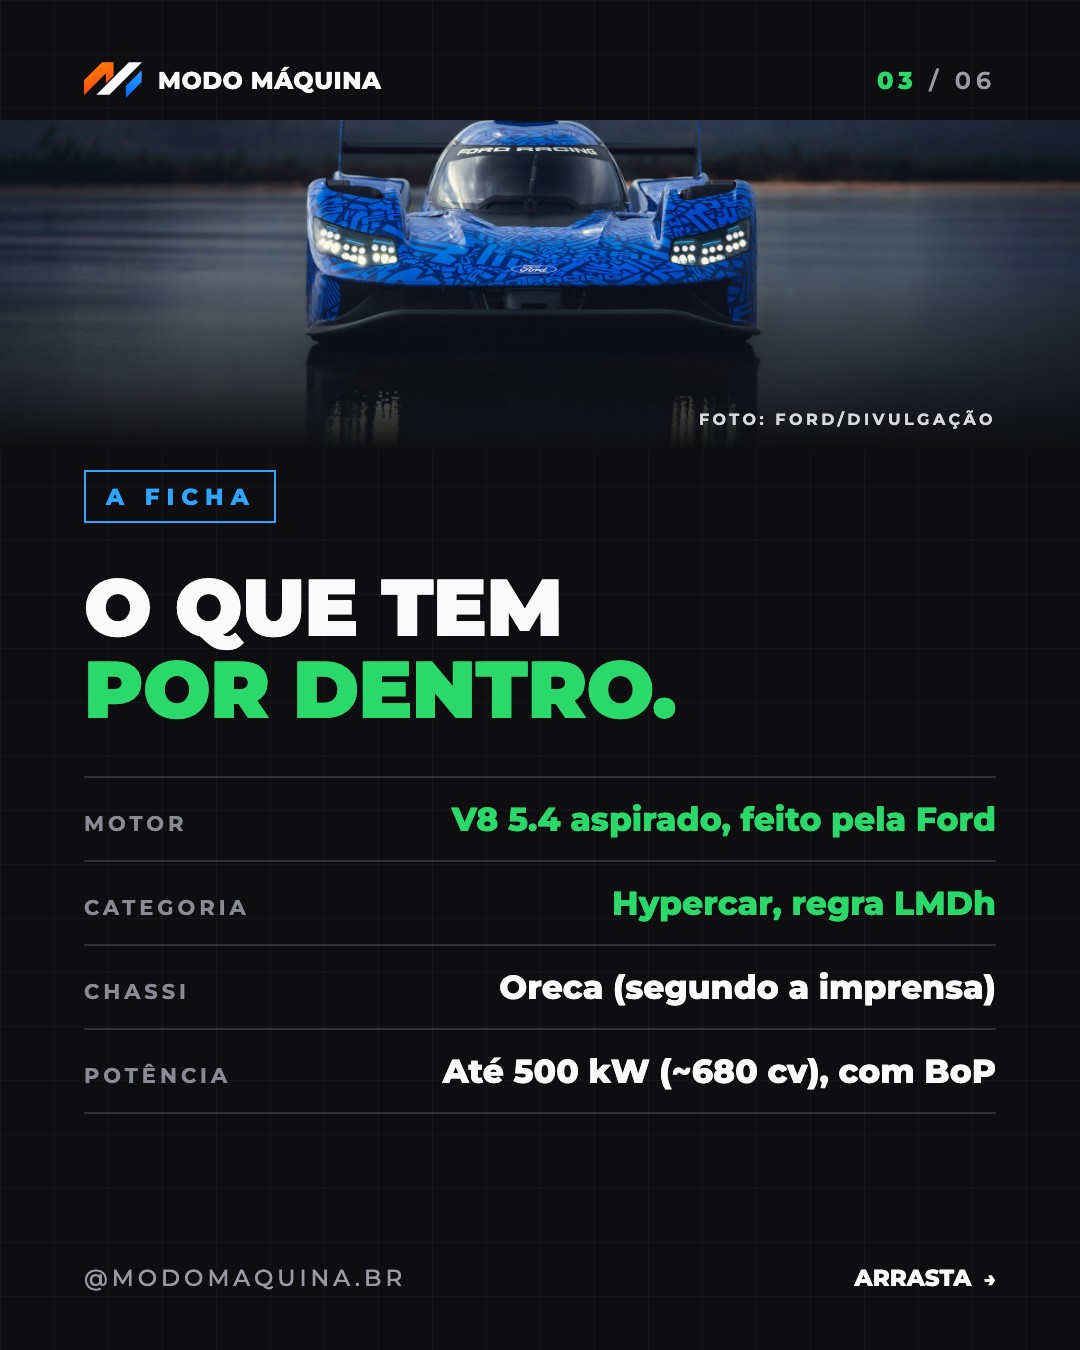 MODO MÁQUINA
03 / 06
FORD RACING
Ford
FOTO: FORD/DIVULGAÇÃO
A FICHA
O QUE TEM
POR DENTRO.
MOTOR V8 5.4 aspirado, feito pela Ford
CATEGORIA Hypercar, regra LMDh
CHASSI Oreca (segundo a imprensa)
POTÊNCIA Até 500 kW (~680 cv), com BoP
@MODOMAQUINA.BR
ARRASTA →